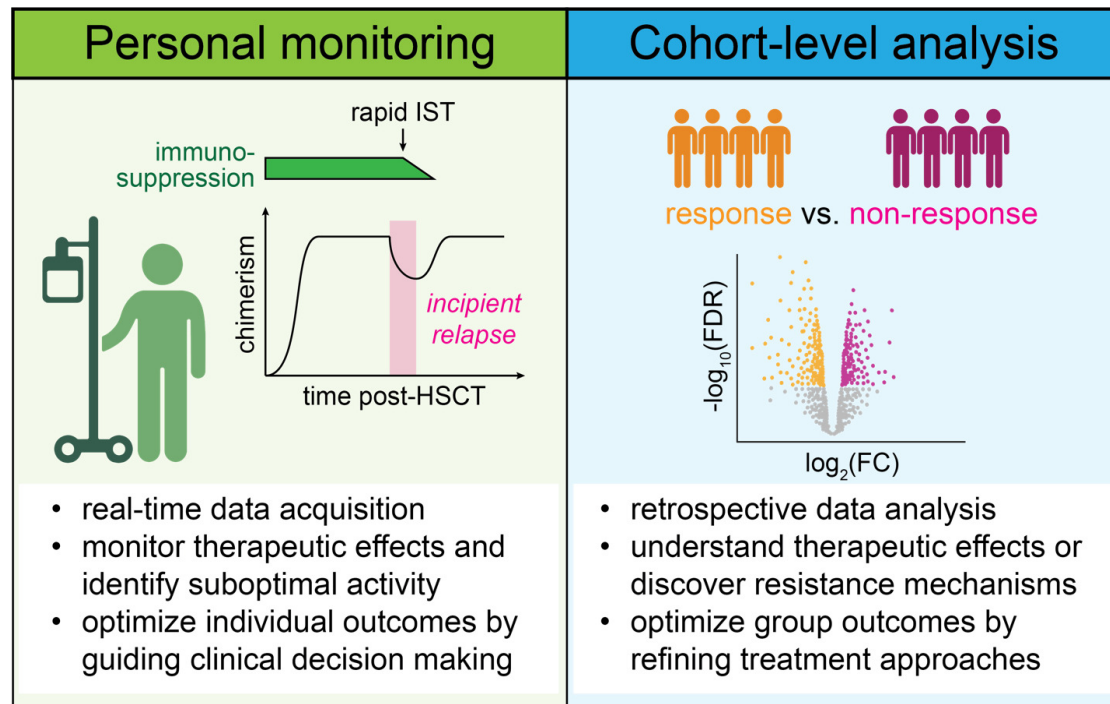 Personal monitoring
rapid IST
immuno-
suppression
chimerism
incipient
relapse
time post-HSCT
• real-time data acquisition
• monitor therapeutic effects and
identify suboptimal activity
• optimize individual outcomes by
guiding clinical decision making
Cohort-level analysis
response vs. non-response
-log₁₀(FDR)
log₂(FC)
• retrospective data analysis
• understand therapeutic effects or
discover resistance mechanisms
• optimize group outcomes by
refining treatment approaches